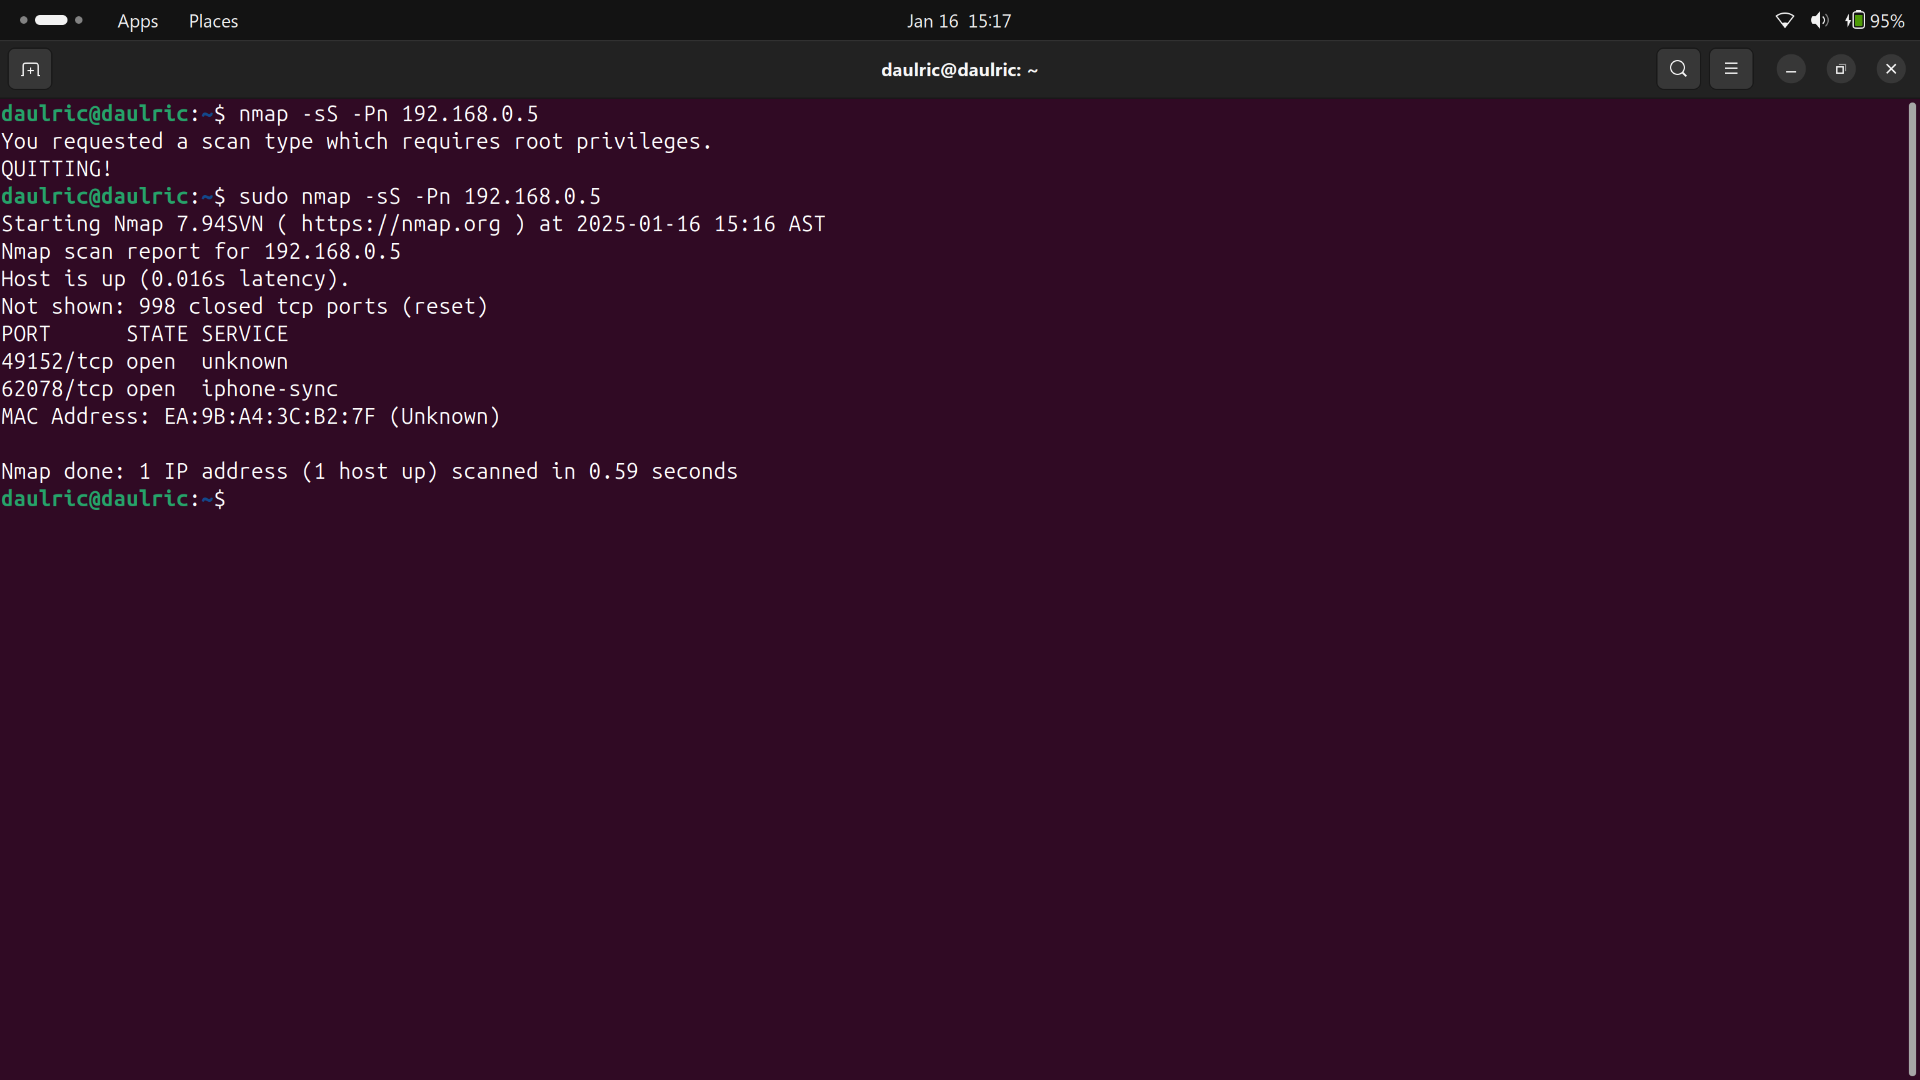 Apps Places Jan 16 15:17 95%
daulric@daulric: ~
daulric@daulric:~$ nmap -sS -Pn 192.168.0.5
You requested a scan type which requires root privileges.
QUITTING!
daulric@daulric:~$ sudo nmap -sS -Pn 192.168.0.5
Starting Nmap 7.94SVN ( https://nmap.org ) at 2025-01-16 15:16 AST
Nmap scan report for 192.168.0.5
Host is up (0.016s latency).
Not shown: 998 closed tcp ports (reset)
PORT      STATE SERVICE
49152/tcp open  unknown
62078/tcp open  iphone-sync
MAC Address: EA:9B:A4:3C:B2:7F (Unknown)
Nmap done: 1 IP address (1 host up) scanned in 0.59 seconds
daulric@daulric:~$